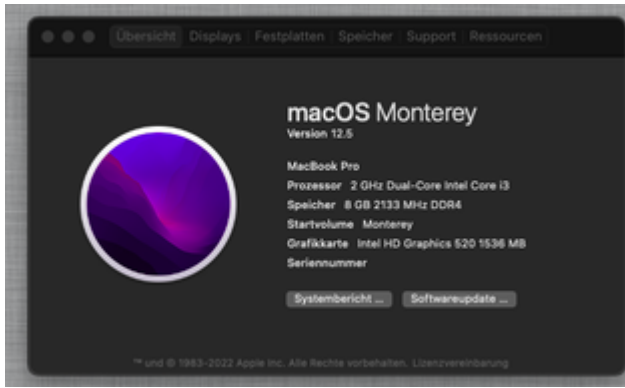 Übersicht Displays Festplatten Speicher Support Ressourcen
macOS Monterey
Version 12.5
MacBook Pro
Prozessor 2 GHz Dual-Core Intel Core i3
Speicher 8 GB 2133 MHz DDR4
Startvolume Monterey
Grafikkarte Intel HD Graphics 520 1536 MB
Seriennummer
Systembericht ... Softwareupdate ...
™ und © 1983-2022 Apple Inc. Alle Rechte vorbehalten. Lizenzvereinbarung